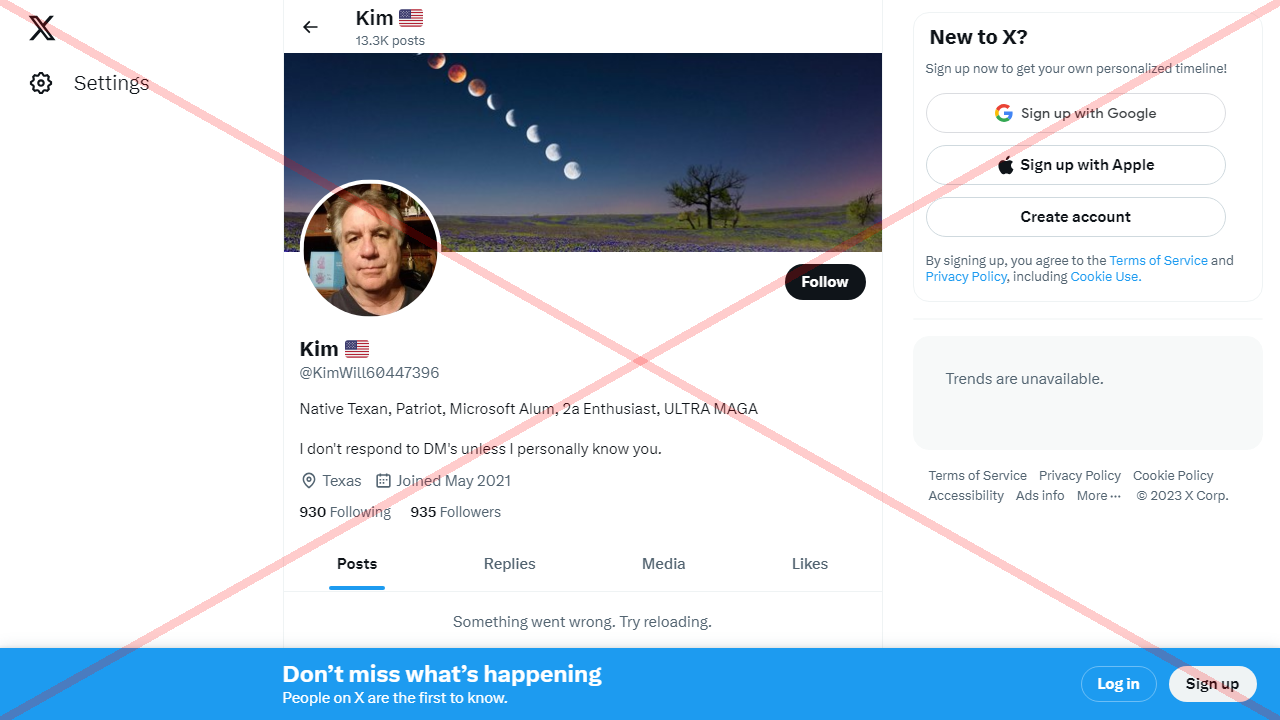 Settings
Kim 🇺🇸
13.3K posts
Follow
Kim 🇺🇸
@KimWill60447396
Native Texan, Patriot, Microsoft Alum, 2a Enthusiast, ULTRA MAGA
I don't respond to DM's unless I personally know you.
Texas Joined May 2021
930 Following 935 Followers
Posts Replies Media Likes
Something went wrong. Try reloading.
New to X?
Sign up now to get your own personalized timeline!
Sign up with Google
Sign up with Apple
Create account
By signing up, you agree to the Terms of Service and
Privacy Policy, including Cookie Use.
Trends are unavailable.
Terms of Service Privacy Policy Cookie Policy
Accessibility Ads info More ··· © 2023 X Corp.
Don’t miss what’s happening
People on X are the first to know.
Log in Sign up